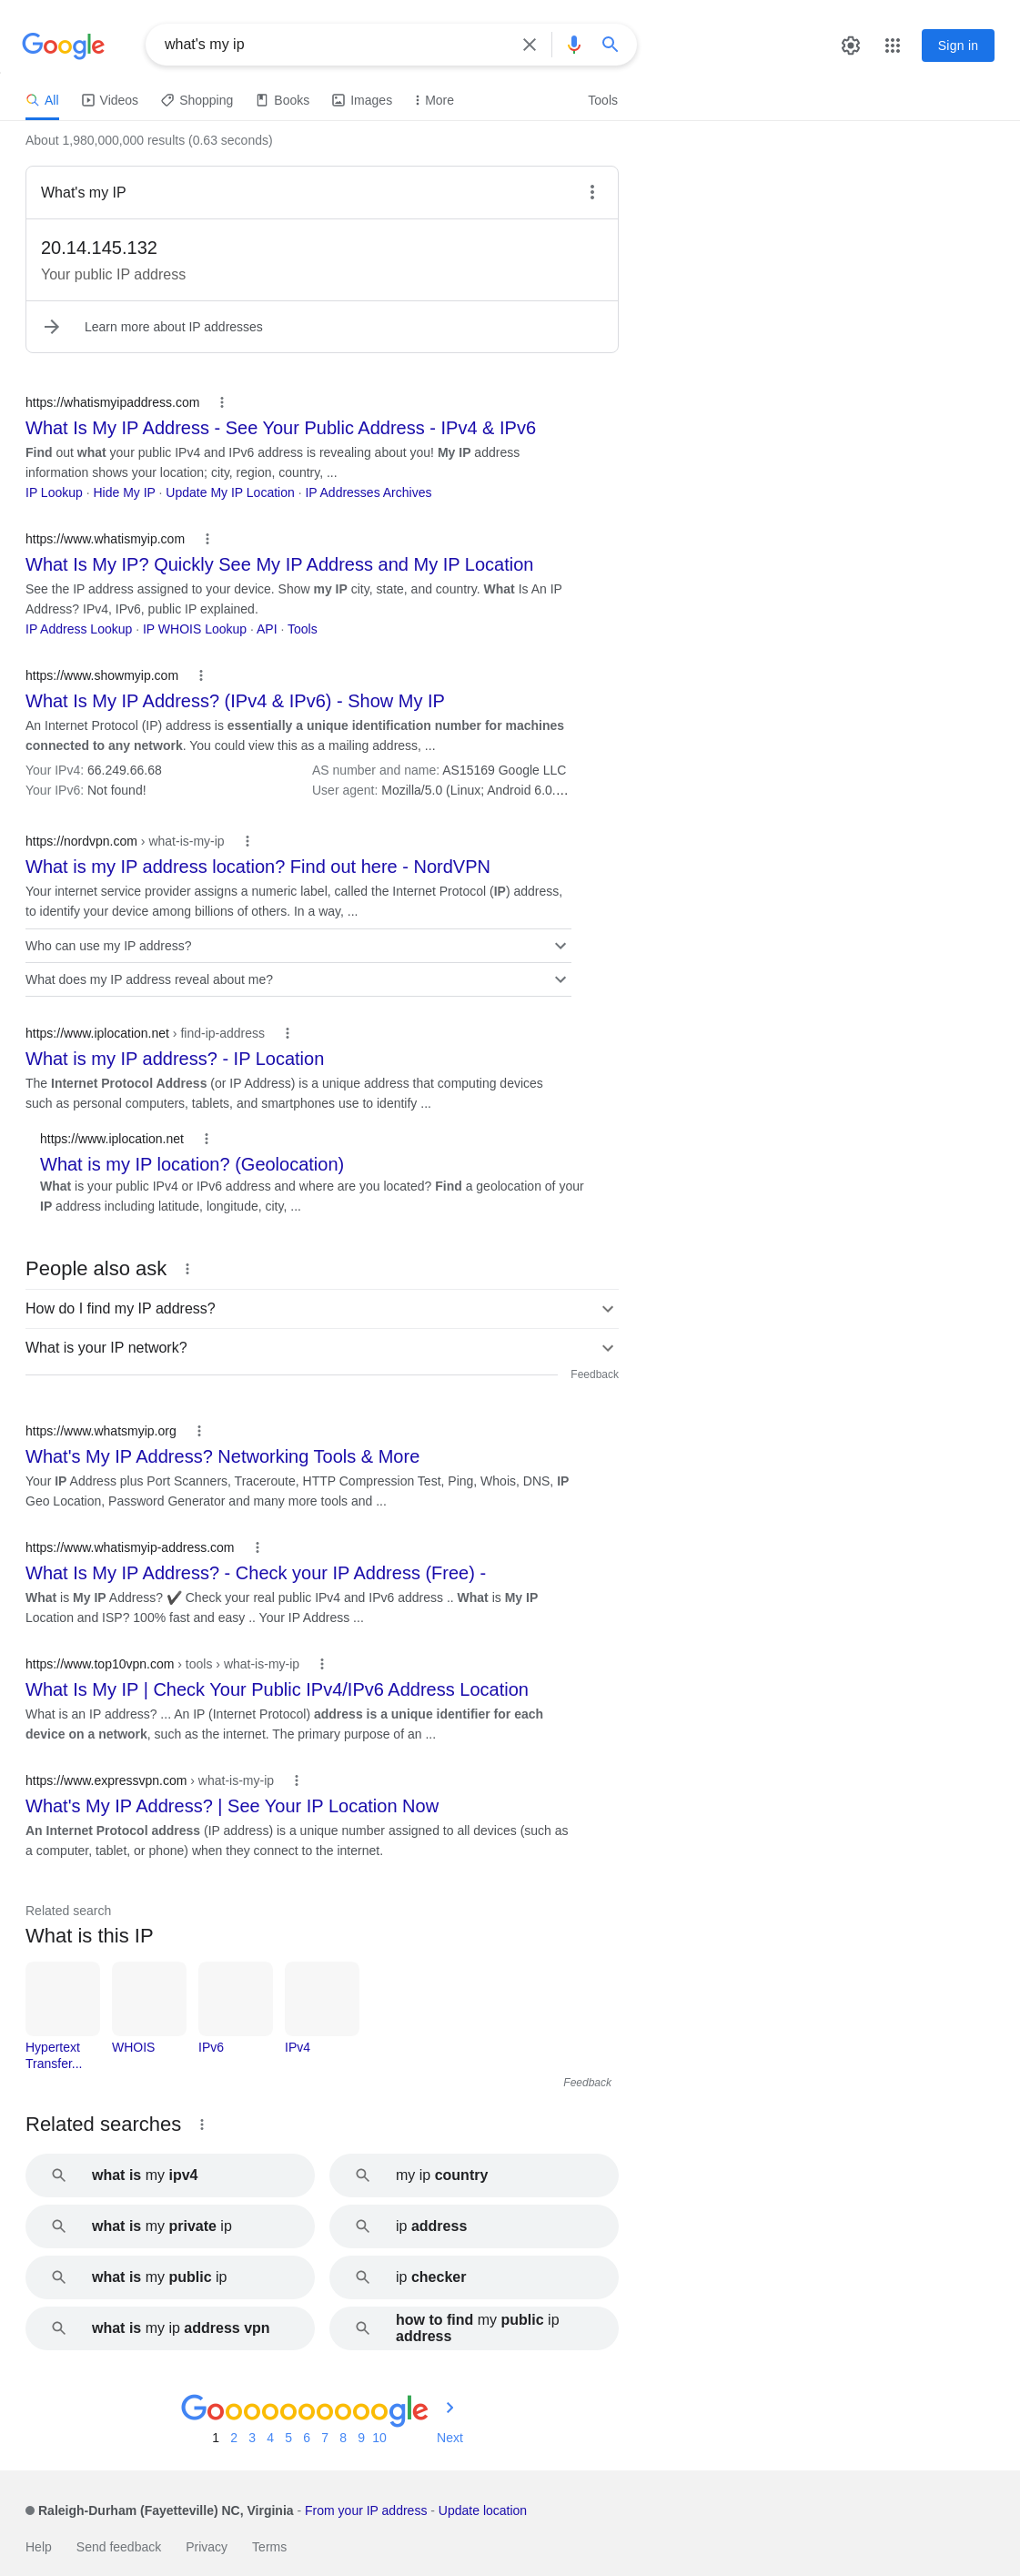 Google
what's my ip
Sign in
All
Videos
Shopping
Books
Images
More
Tools
About 1,980,000,000 results (0.63 seconds)
What's my IP
20.14.145.132
Your public IP address
Learn more about IP addresses
https://whatismyipaddress.com
What Is My IP Address - See Your Public Address - IPv4 & IPv6
Find out what your public IPv4 and IPv6 address is revealing about you! My IP address
information shows your location; city, region, country, ...
IP Lookup · Hide My IP · Update My IP Location · IP Addresses Archives
https://www.whatismyip.com
What Is My IP? Quickly See My IP Address and My IP Location
See the IP address assigned to your device. Show my IP city, state, and country. What Is An IP
Address? IPv4, IPv6, public IP explained.
IP Address Lookup · IP WHOIS Lookup · API · Tools
https://www.showmyip.com
What Is My IP Address? (IPv4 & IPv6) - Show My IP
An Internet Protocol (IP) address is essentially a unique identification number for machines
connected to any network. You could view this as a mailing address, ...
Your IPv4: 66.249.66.68
AS number and name: AS15169 Google LLC
Your IPv6: Not found!
User agent: Mozilla/5.0 (Linux; Android 6.0....
https://nordvpn.com › what-is-my-ip
What is my IP address location? Find out here - NordVPN
Your internet service provider assigns a numeric label, called the Internet Protocol (IP) address,
to identify your device among billions of others. In a way, ...
Who can use my IP address?
What does my IP address reveal about me?
https://www.iplocation.net › find-ip-address
What is my IP address? - IP Location
The Internet Protocol Address (or IP Address) is a unique address that computing devices
such as personal computers, tablets, and smartphones use to identify ...
https://www.iplocation.net
What is my IP location? (Geolocation)
What is your public IPv4 or IPv6 address and where are you located? Find a geolocation of your
IP address including latitude, longitude, city, ...
People also ask
How do I find my IP address?
What is your IP network?
Feedback
https://www.whatsmyip.org
What's My IP Address? Networking Tools & More
Your IP Address plus Port Scanners, Traceroute, HTTP Compression Test, Ping, Whois, DNS, IP
Geo Location, Password Generator and many more tools and ...
https://www.whatismyip-address.com
What Is My IP Address? - Check your IP Address (Free) -
What is My IP Address? ✔ Check your real public IPv4 and IPv6 address .. What is My IP
Location and ISP? 100% fast and easy .. Your IP Address ...
https://www.top10vpn.com › tools › what-is-my-ip
What Is My IP | Check Your Public IPv4/IPv6 Address Location
What is an IP address? ... An IP (Internet Protocol) address is a unique identifier for each
device on a network, such as the internet. The primary purpose of an ...
https://www.expressvpn.com › what-is-my-ip
What's My IP Address? | See Your IP Location Now
An Internet Protocol address (IP address) is a unique number assigned to all devices (such as
a computer, tablet, or phone) when they connect to the internet.
Related search
What is this IP
Hypertext
Transfer...
WHOIS
IPv6
IPv4
Feedback
Related searches
what is my ipv4
my ip country
what is my private ip
ip address
what is my public ip
ip checker
what is my ip address vpn
how to find my public ip
address
Goooooooooogle
1 2 3 4 5 6 7 8 9 10 Next
Raleigh-Durham (Fayetteville) NC, Virginia - From your IP address - Update location
Help
Send feedback
Privacy
Terms